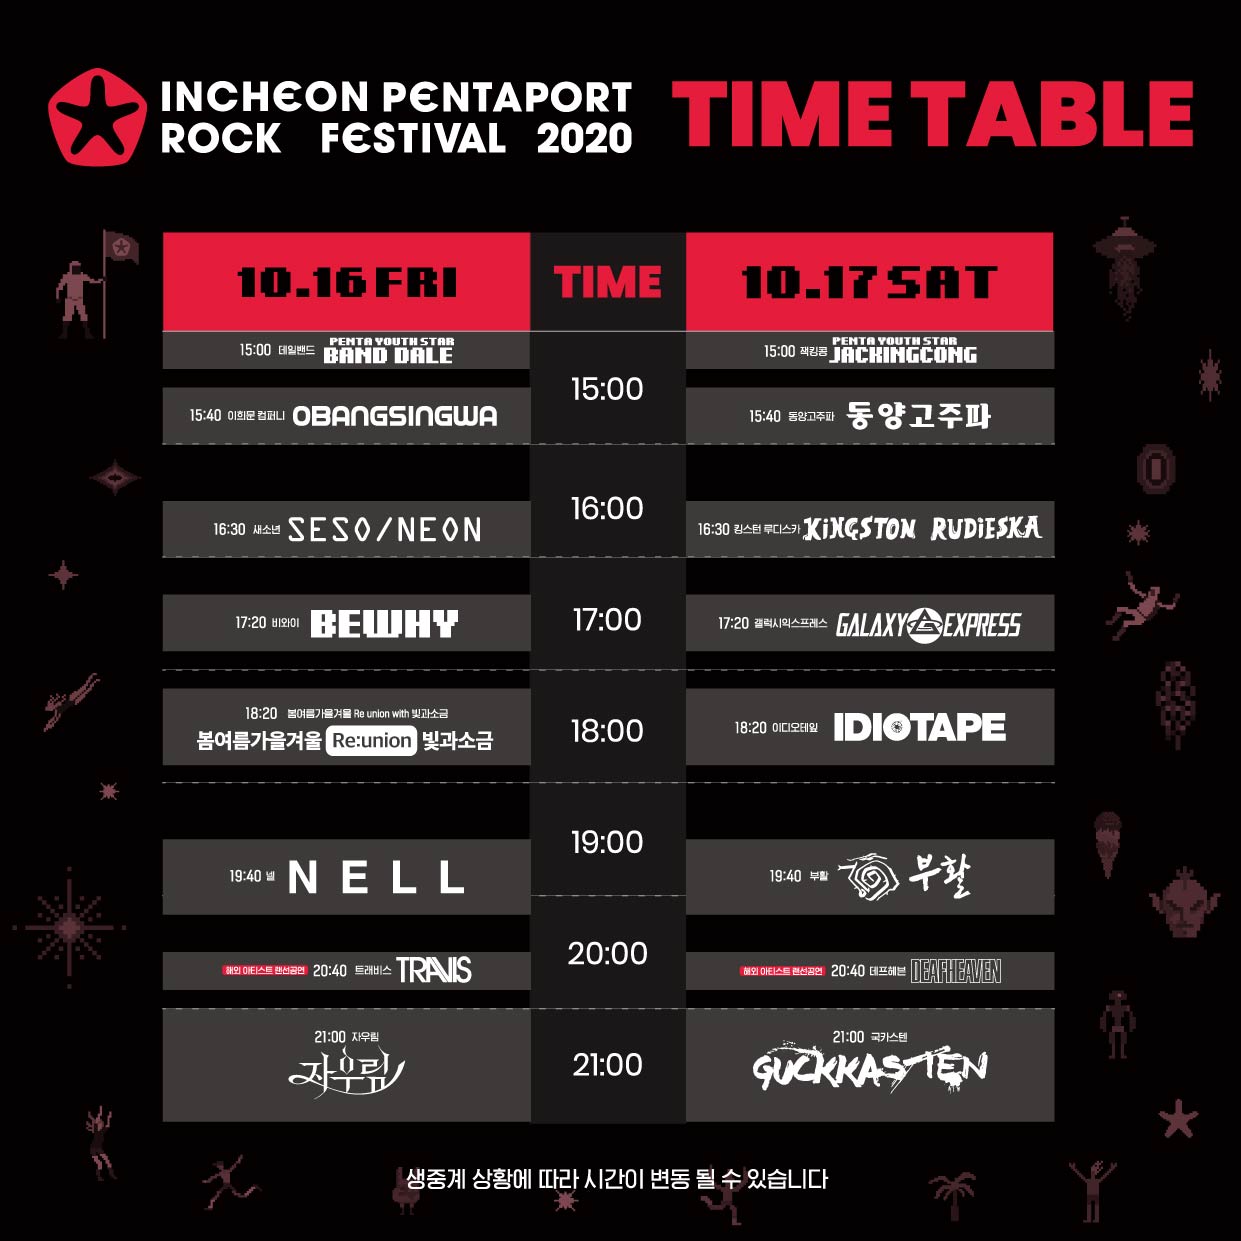 INCHEON PENTAPORT
ROCK FESTIVAL 2020
TIME TABLE
10.16 FRI
TIME
10.17 SAT
15:00 데일밴드 PENTA YOUTH STAR
BAND DALE
15:00
15:00 잭킹콩 PENTA YOUTH STAR
JACKINGCONG
15:40 이희문 컴퍼니 OBANGSINGWA
15:40 동양고주파 동양고주파
16:30 새소년 SESO/NEON
16:00
16:30 킹스턴 루디스카 KINGSTON RUDIESKA
17:20 비와이 BEWHY
17:00
17:20 갤럭시익스프레스 GALAXY EXPRESS
18:20 봄여름가을겨울 Re union with 빛과소금
봄여름가을겨울 Re:union 빛과소금
18:00
18:20 이디오테잎 IDIOTAPE
19:40 넬 NELL
19:00
19:40 부활 부활
해외 아티스트 랜선공연 20:40 트래비스 TRAVIS
20:00
해외 아티스트 랜선공연 20:40 데프헤븐 DEAFHEAVEN
21:00 자우림
자우림
21:00
21:00 국카스텐
GUCKKASTEN
생중계 상황에 따라 시간이 변동 될 수 있습니다